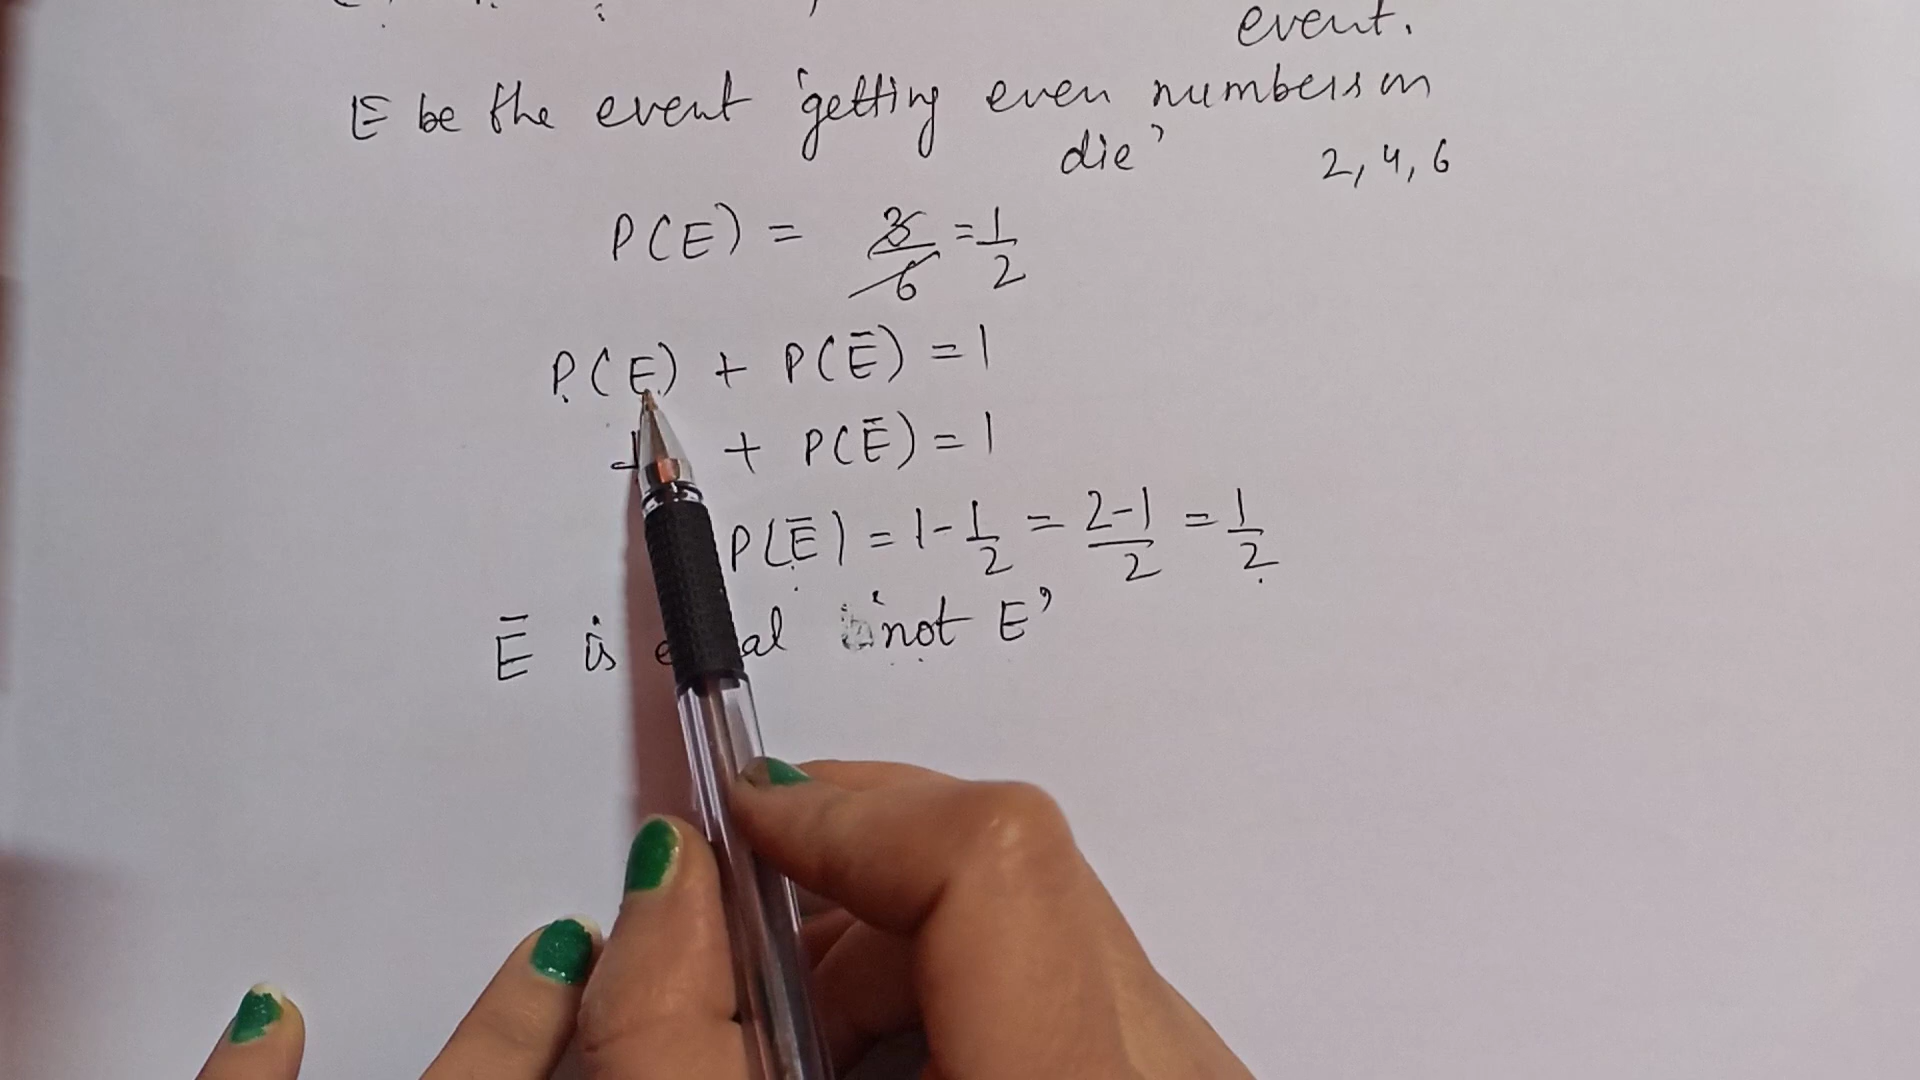 event.
E be the event 'getting even numbers on
die' 2, 4, 6
P(E) = 3/6 = 1/2
P(E) + P(Ē) = 1
+ P(Ē) = 1
P(Ē) = 1 - 1/2 = 2-1/2 = 1/2
Ē is 'not E'